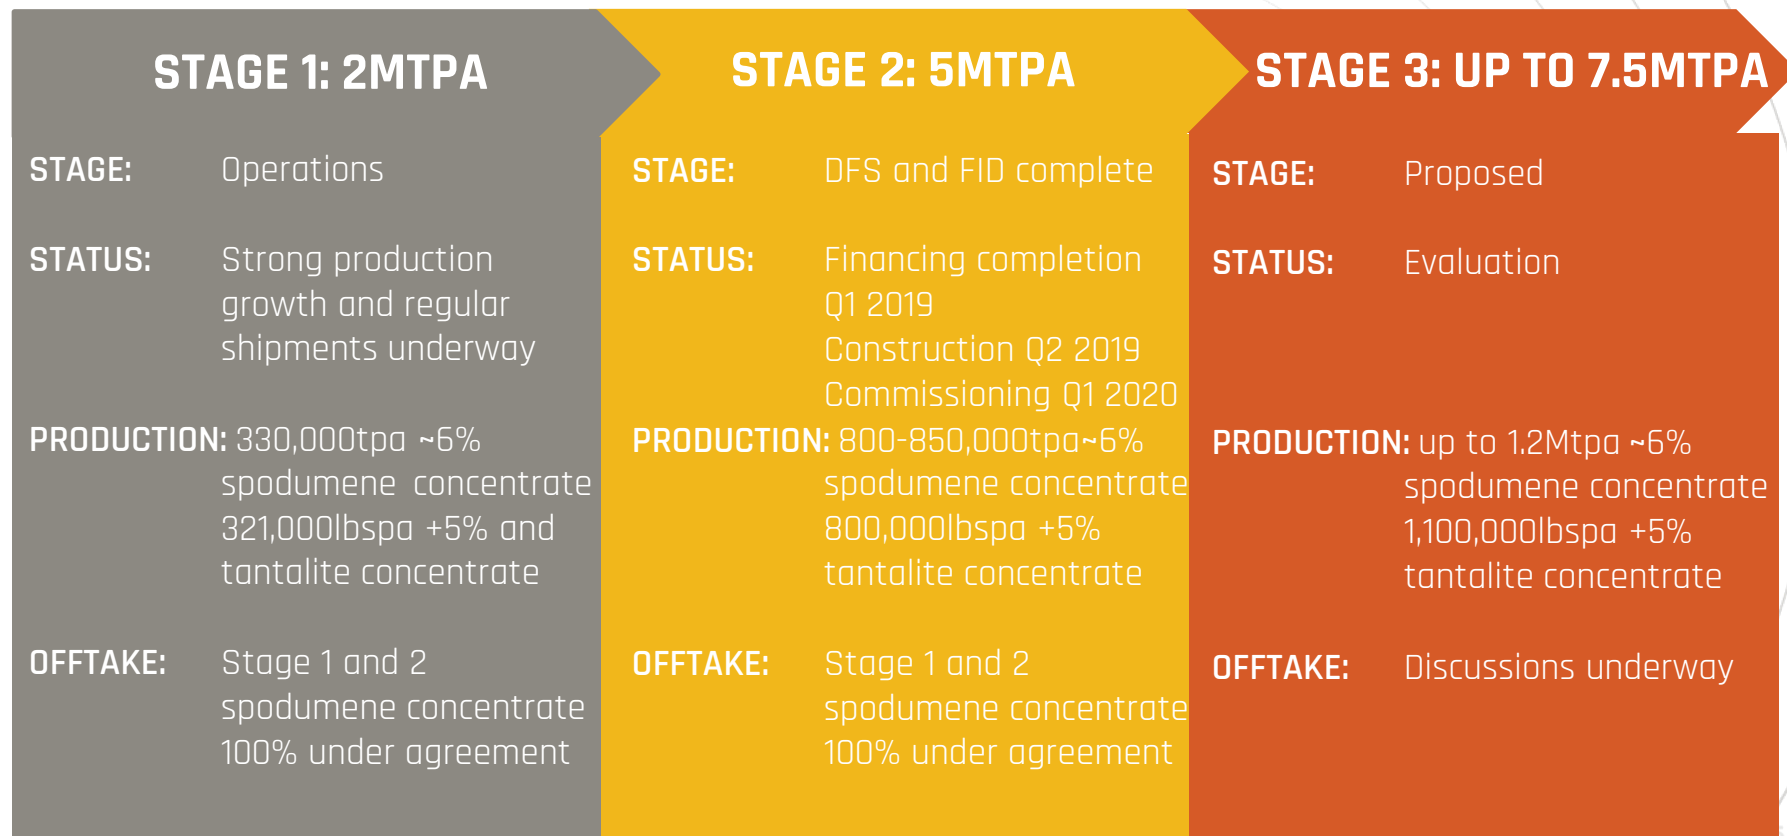 STAGE 1: 2MTPA
STAGE: Operations
STATUS: Strong production
growth and regular
shipments underway
PRODUCTION: 330,000tpa ~6%
spodumene concentrate
321,000lbspa +5% and
tantalite concentrate
OFFTAKE: Stage 1 and 2
spodumene concentrate
100% under agreement
STAGE 2: 5MTPA
STAGE: DFS and FID complete
STATUS: Financing completion
Q1 2019
Construction Q2 2019
Commissioning Q1 2020
PRODUCTION: 800-850,000tpa~6%
spodumene concentrate
800,000lbspa +5%
tantalite concentrate
OFFTAKE: Stage 1 and 2
spodumene concentrate
100% under agreement
STAGE 3: UP TO 7.5MTPA
STAGE: Proposed
STATUS: Evaluation
PRODUCTION: up to 1.2Mtpa ~6%
spodumene concentrate
1,100,000lbspa +5%
tantalite concentrate
OFFTAKE: Discussions underway